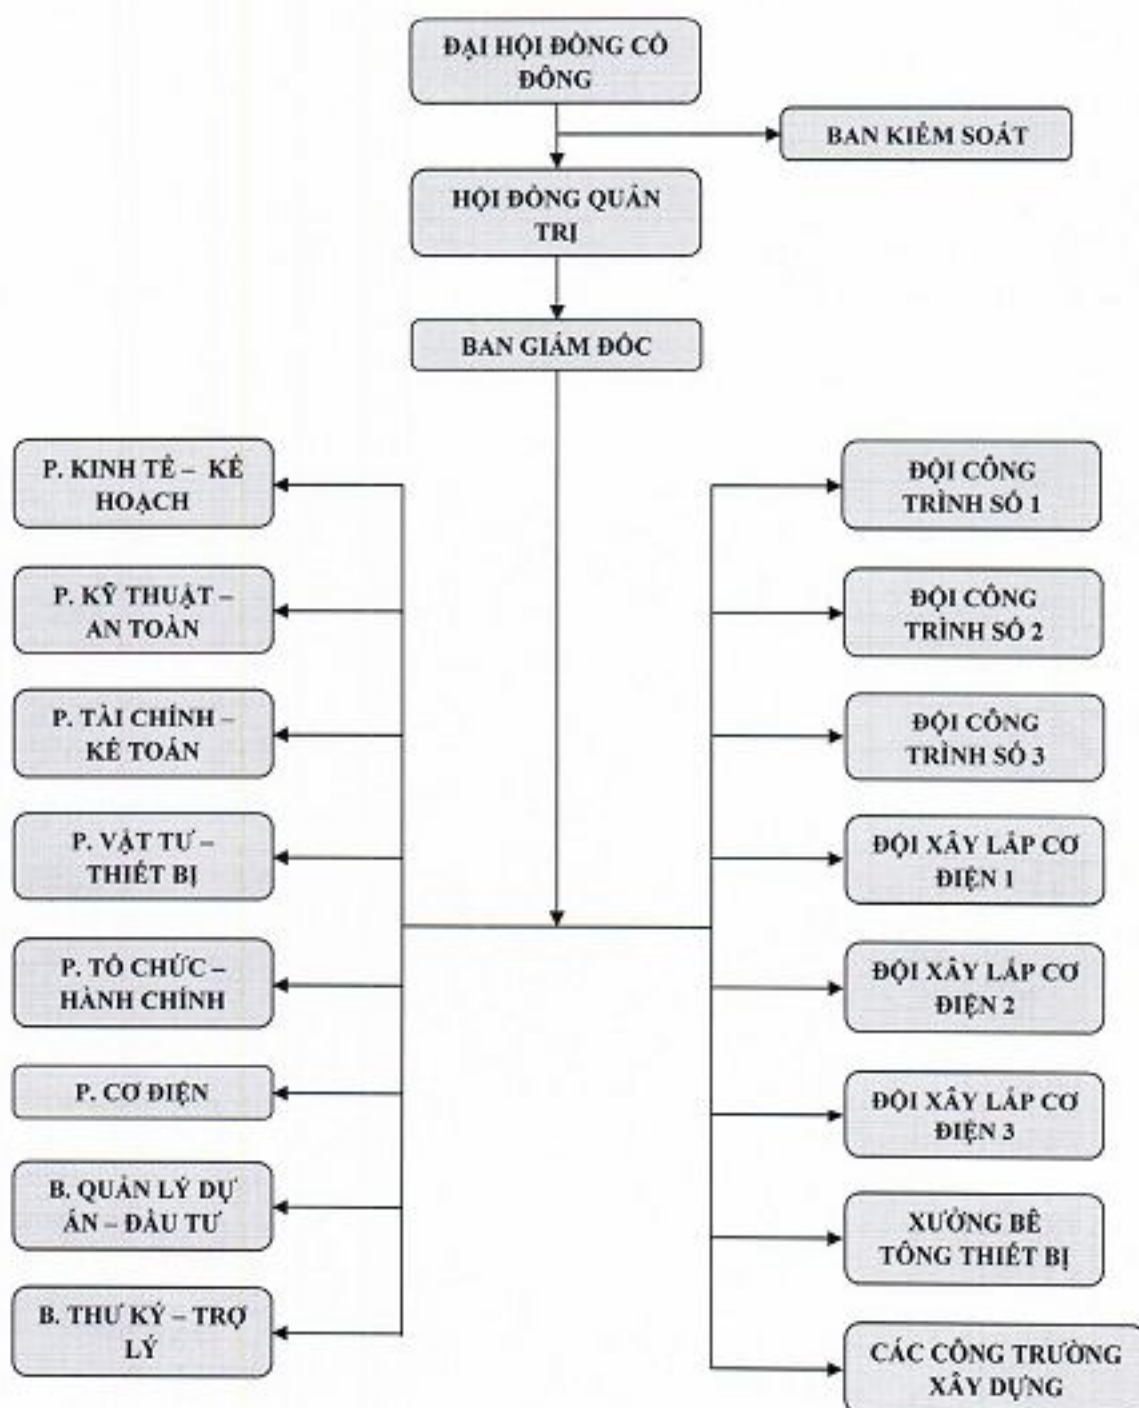 ĐẠI HỘI ĐỒNG CỔ
ĐÔNG
BAN KIỂM SOÁT
HỘI ĐỒNG QUẢN
TRỊ
BAN GIÁM ĐỐC
P. KINH TẾ – KẾ
HOẠCH
P. KỸ THUẬT –
AN TOÀN
P. TÀI CHÍNH –
KẾ TOÁN
P. VẬT TƯ –
THIẾT BỊ
P. TỔ CHỨC –
HÀNH CHÍNH
P. CƠ ĐIỆN
B. QUẢN LÝ DỰ
ÁN – ĐẦU TƯ
B. THƯ KÝ – TRỢ
LÝ
ĐỘI CÔNG
TRÌNH SỐ 1
ĐỘI CÔNG
TRÌNH SỐ 2
ĐỘI CÔNG
TRÌNH SỐ 3
ĐỘI XÂY LẮP CƠ
ĐIỆN 1
ĐỘI XÂY LẮP CƠ
ĐIỆN 2
ĐỘI XÂY LẮP CƠ
ĐIỆN 3
XƯỞNG BÊ
TÔNG THIẾT BỊ
CÁC CÔNG TRƯỜNG
XÂY DỰNG